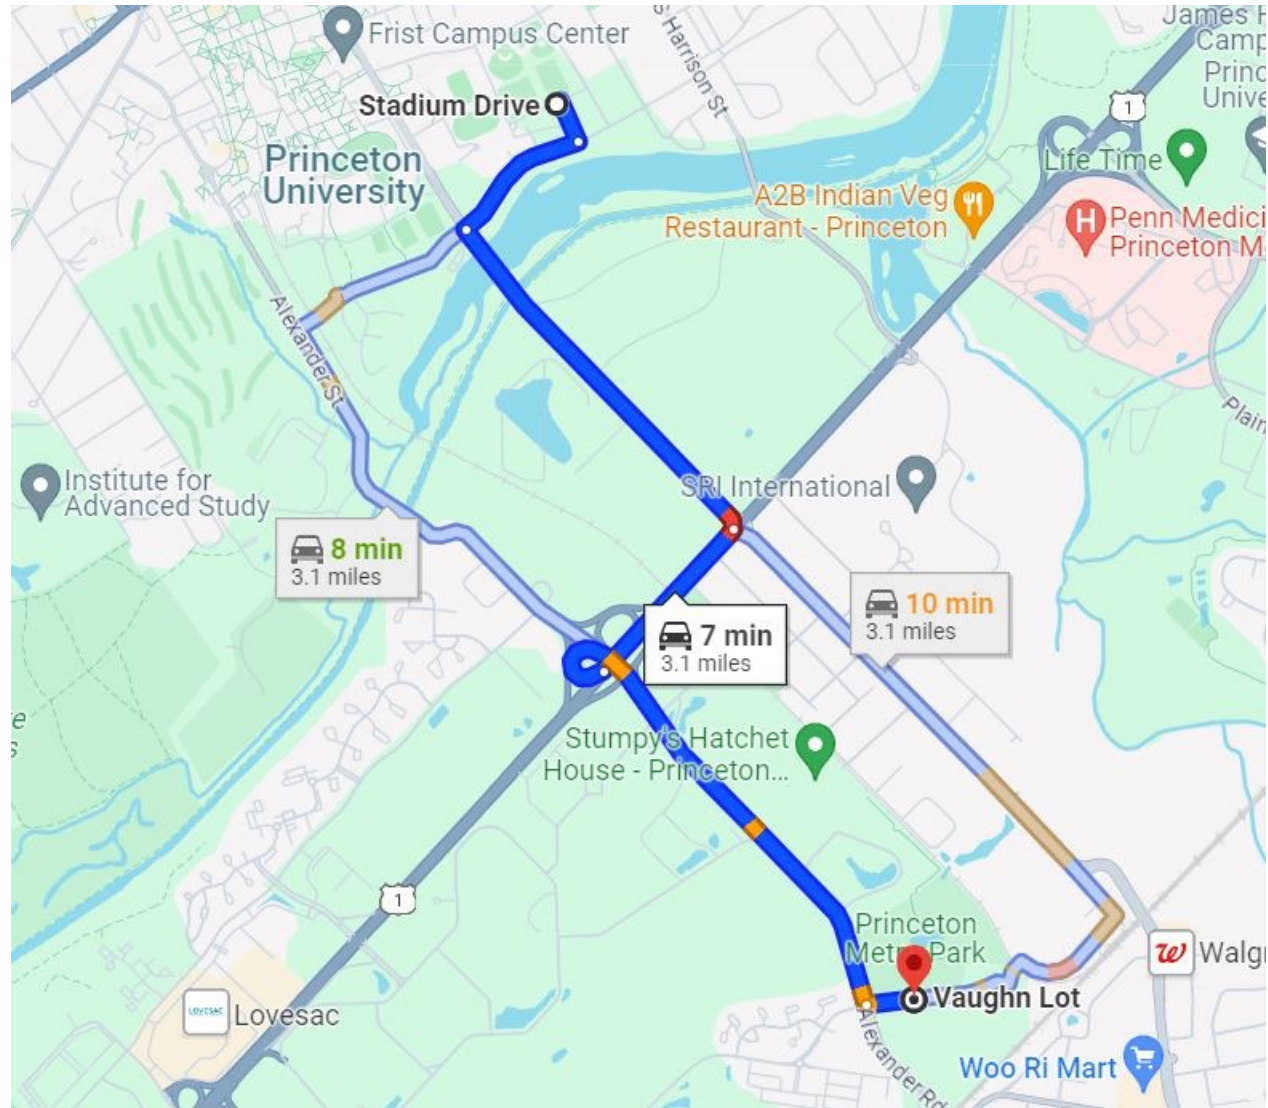 James H
Camp
Princ
Unive
Frist Campus Center
S Harrison St
Stadium Drive
1
Life Time
Princeton
University
A2B Indian Veg
Restaurant - Princeton
H
Penn Medici
Princeton M
Alexander St
Plain
Institute for
Advanced Study
SRI International
8 min
3.1 miles
10 min
3.1 miles
7 min
3.1 miles
e
s
Stumpy's Hatchet
House - Princeton...
1
Princeton
Metro Park
W
Walgr
LOVESAC
Lovesac
Vaughn Lot
Alexander Rd
Woo Ri Mart